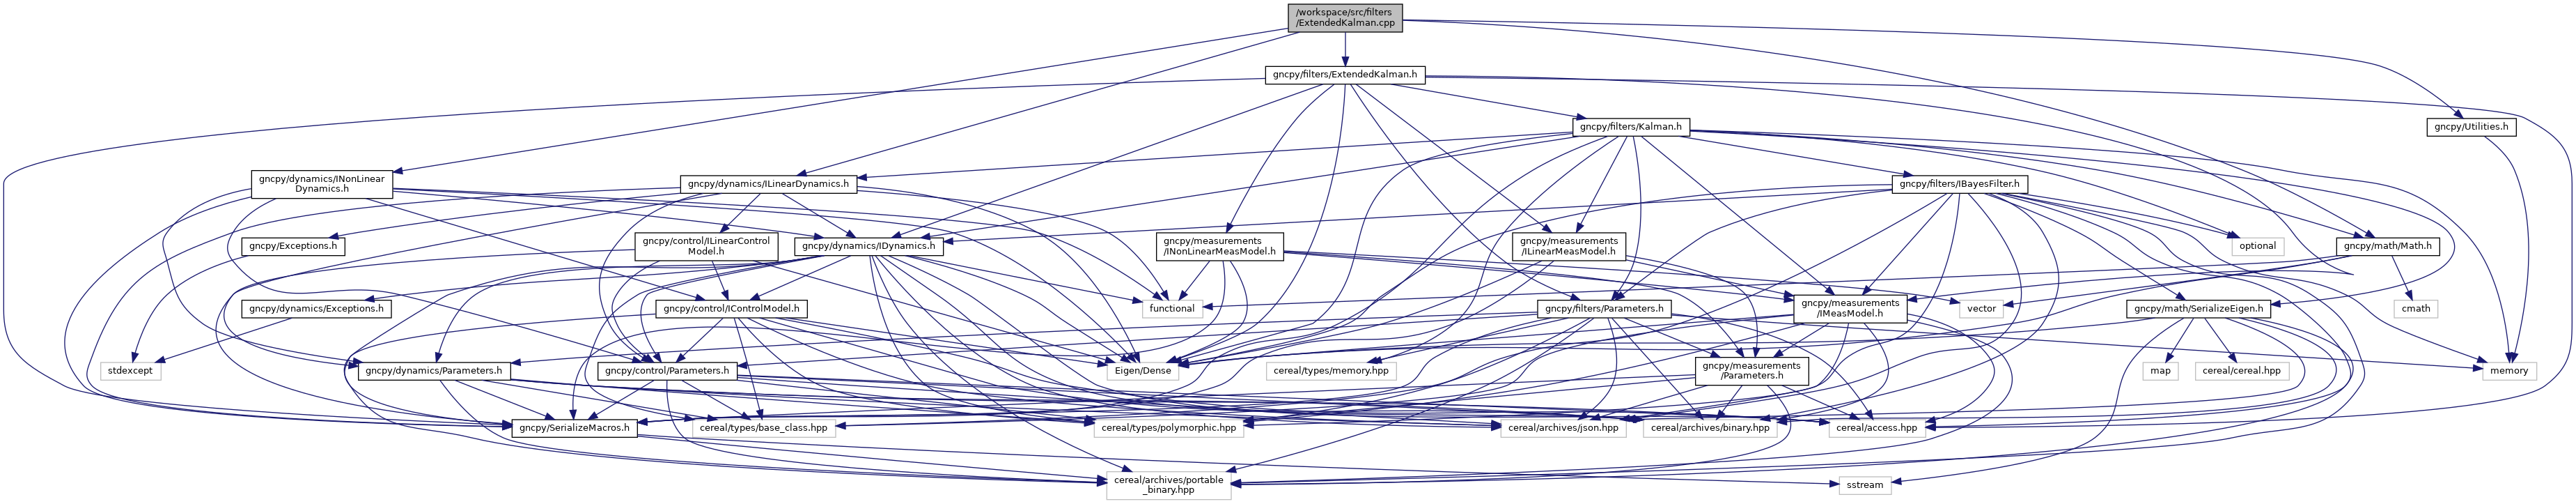 /workspace/src/filters
/ExtendedKalman.cpp
gncpy/filters/ExtendedKalman.h
gncpy/filters/Kalman.h
gncpy/Utilities.h
gncpy/dynamics/INonLinear
Dynamics.h
gncpy/dynamics/ILinearDynamics.h
gncpy/filters/IBayesFilter.h
gncpy/Exceptions.h
gncpy/control/ILinearControl
Model.h
gncpy/dynamics/IDynamics.h
gncpy/measurements
/NonLinearMeasModel.h
gncpy/measurements
/ILinearMeasModel.h
optional
gncpy/math/Math.h
gncpy/dynamics/Exceptions.h
gncpy/control/IControlModel.h
functional
gncpy/filters/Parameters.h
gncpy/measurements
/IMeasModel.h
vector
gncpy/math/SerializeEigen.h
cmath
stdexcept
gncpy/dynamics/Parameters.h
gncpy/control/Parameters.h
Eigen/Dense
cereal/types/memory.hpp
gncpy/measurements
/Parameters.h
map
cereal/cereal.hpp
memory
gncpy/SerializeMacros.h
cereal/types/base_class.hpp
cereal/types/polymorphic.hpp
cereal/archives/json.hpp
cereal/archives/binary.hpp
cereal/access.hpp
cereal/archives/portable
_binary.hpp
sstream